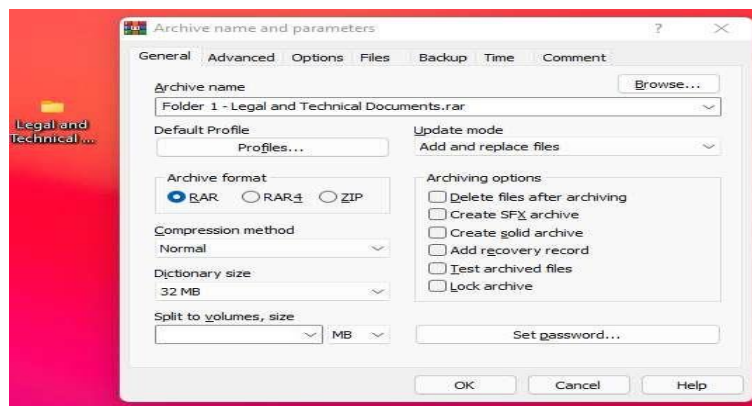 Archive name and parameters ?
General Advanced Options Files Backup Time Comment
Archive name
Browse...
Folder 1 - Legal and Technical Documents.rar
Legal and
Technical ...
Default Profile
Profiles...
Update mode
Add and replace files
Archive format
RAR RAR4 ZIP
Compression method
Normal
Dictionary size
32 MB
Split to volumes, size
MB
Archiving options
Delete files after archiving
Create SFX archive
Create solid archive
Add recovery record
Test archived files
Lock archive
Set password...
OK Cancel Help